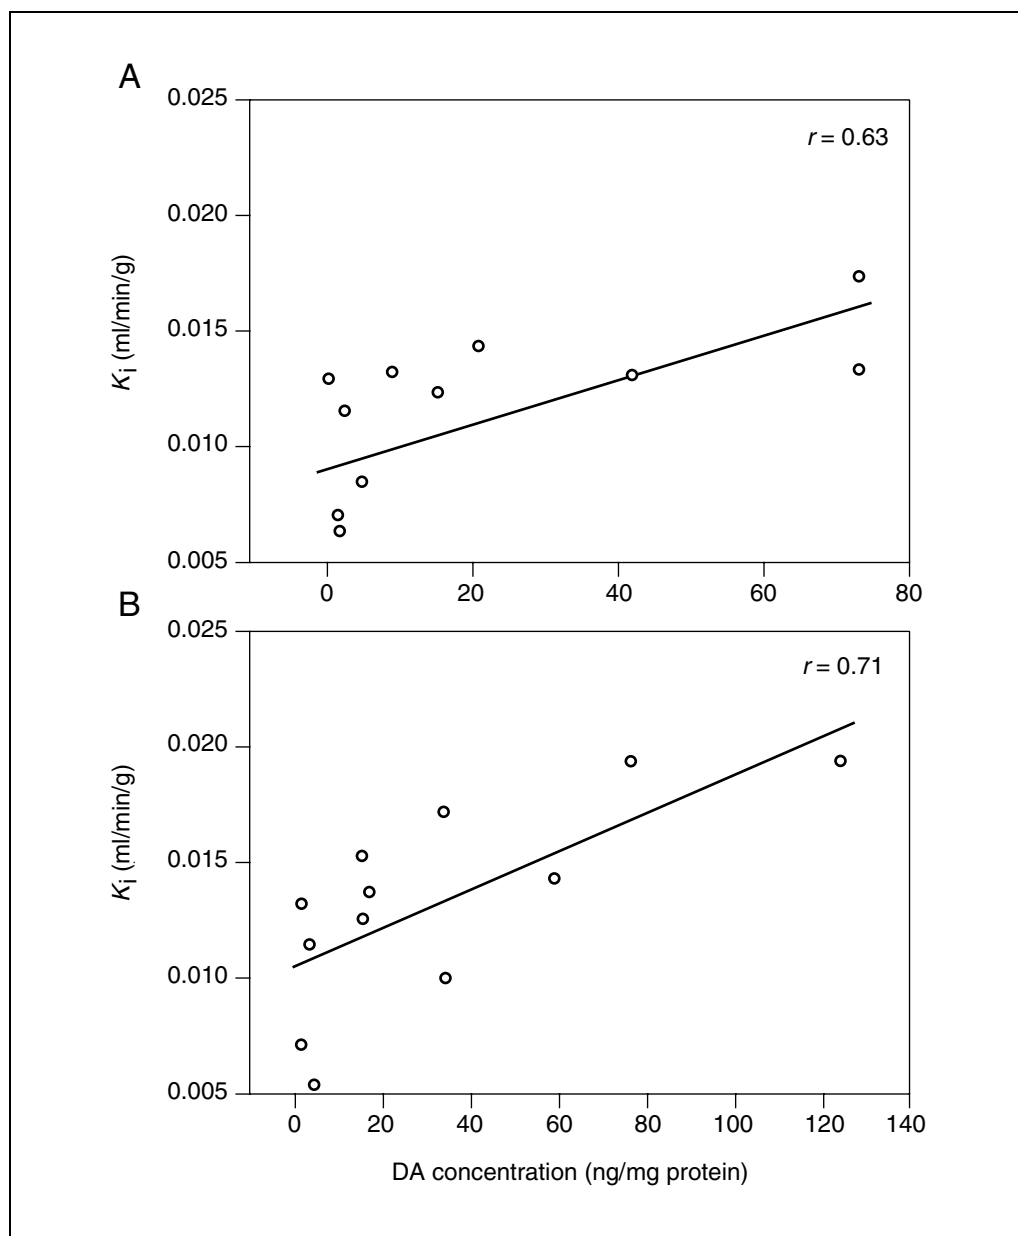 A
r = 0.63
Ki (ml/min/g)
0.025
0.020
0.015
0.010
0.005
0 20 40 60 80
B
r = 0.71
Ki (ml/min/g)
0.025
0.020
0.015
0.010
0.005
0 20 40 60 80 100 120 140
DA concentration (ng/mg protein)